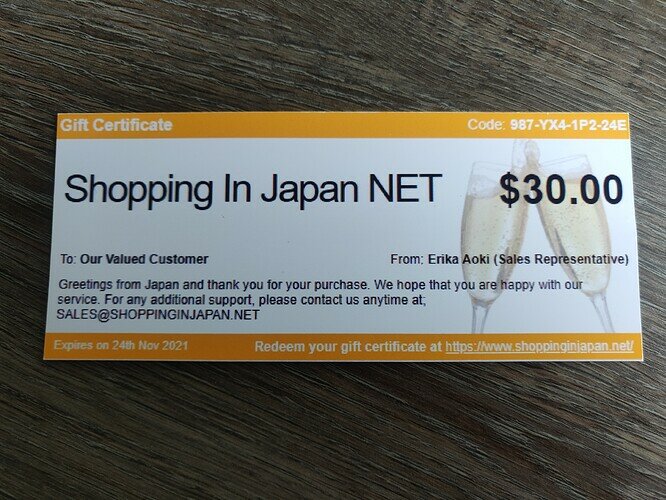 Gift Certificate Code: 987-YX4-1P2-24E
Shopping In Japan NET $30.00
To: Our Valued Customer From: Erika Aoki (Sales Representative)
Greetings from Japan and thank you for your purchase. We hope that you are happy with our
service. For any additional support, please contact us anytime at;
SALES@SHOPPINGINJAPAN.NET
Expires on 24th Nov 2021 Redeem your gift certificate at https://www.shoppinginjapan.net/